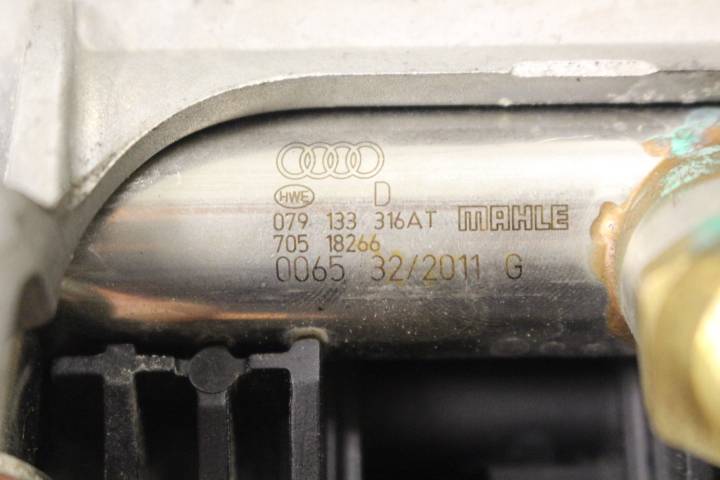 HWE D
079 133 316AT MAHLE
705 18266
0065 32/2011 G